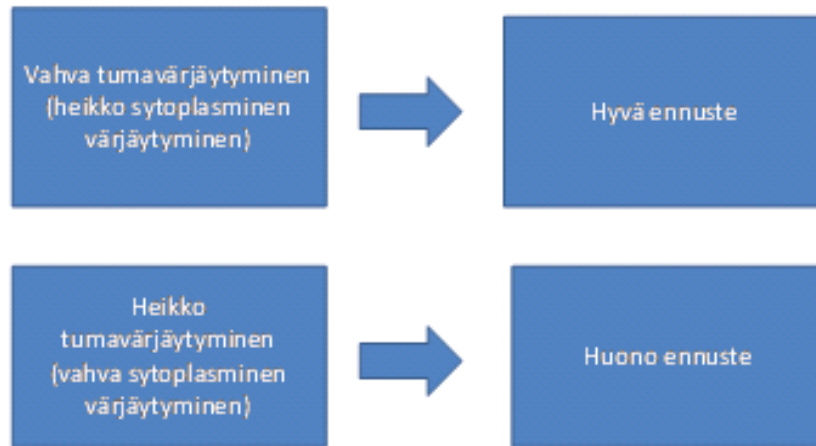 Vahva tumavärjäytyminen
(heikko sytoplasminen
värjäytyminen)
Hyvä ennuste
Heikko
tumavärjäytyminen
(vahva sytoplasminen
värjäytyminen)
Huono ennuste